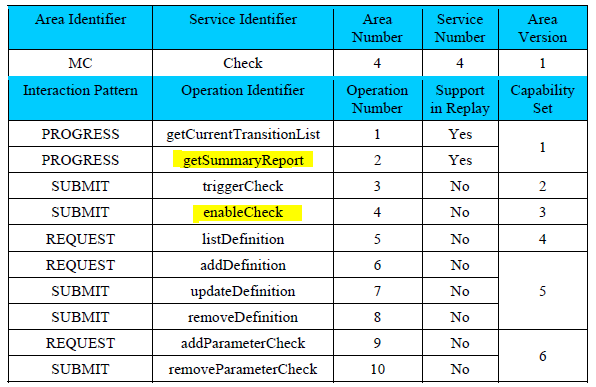 Area Identifier Service Identifier Area Number Service Number Area Version
MC Check 4 4 1
Interaction Pattern Operation Identifier Operation Number Support in Replay Capability Set
PROGRESS getCurrentTransitionList 1 Yes 1
PROGRESS getSummaryReport 2 Yes
SUBMIT triggerCheck 3 No 2
SUBMIT enableCheck 4 No 3
REQUEST listDefinition 5 No 4
REQUEST addDefinition 6 No 5
SUBMIT updateDefinition 7 No
SUBMIT removeDefinition 8 No
REQUEST addParameterCheck 9 No 6
SUBMIT removeParameterCheck 10 No